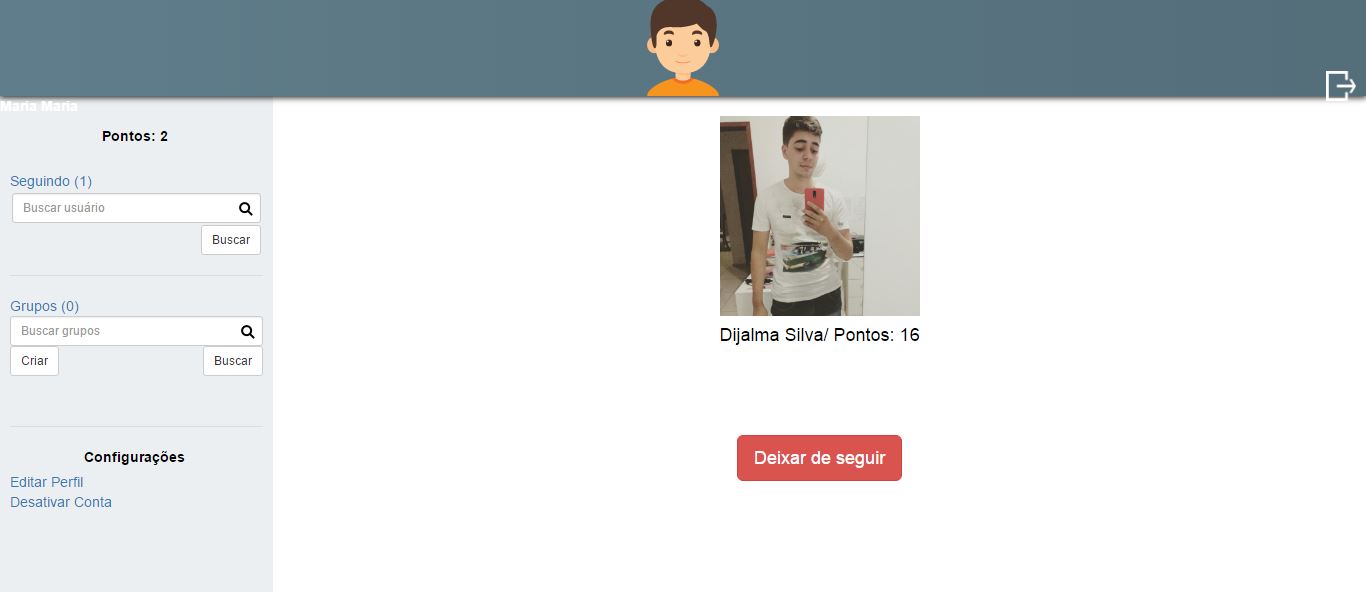 Maria Maria
Pontos: 2
Seguindo (1)
Buscar usuário
Buscar
Grupos (0)
Buscar grupos
Criar
Buscar
Configurações
Editar Perfil
Desativar Conta
Dijalma Silva/ Pontos: 16
Deixar de seguir